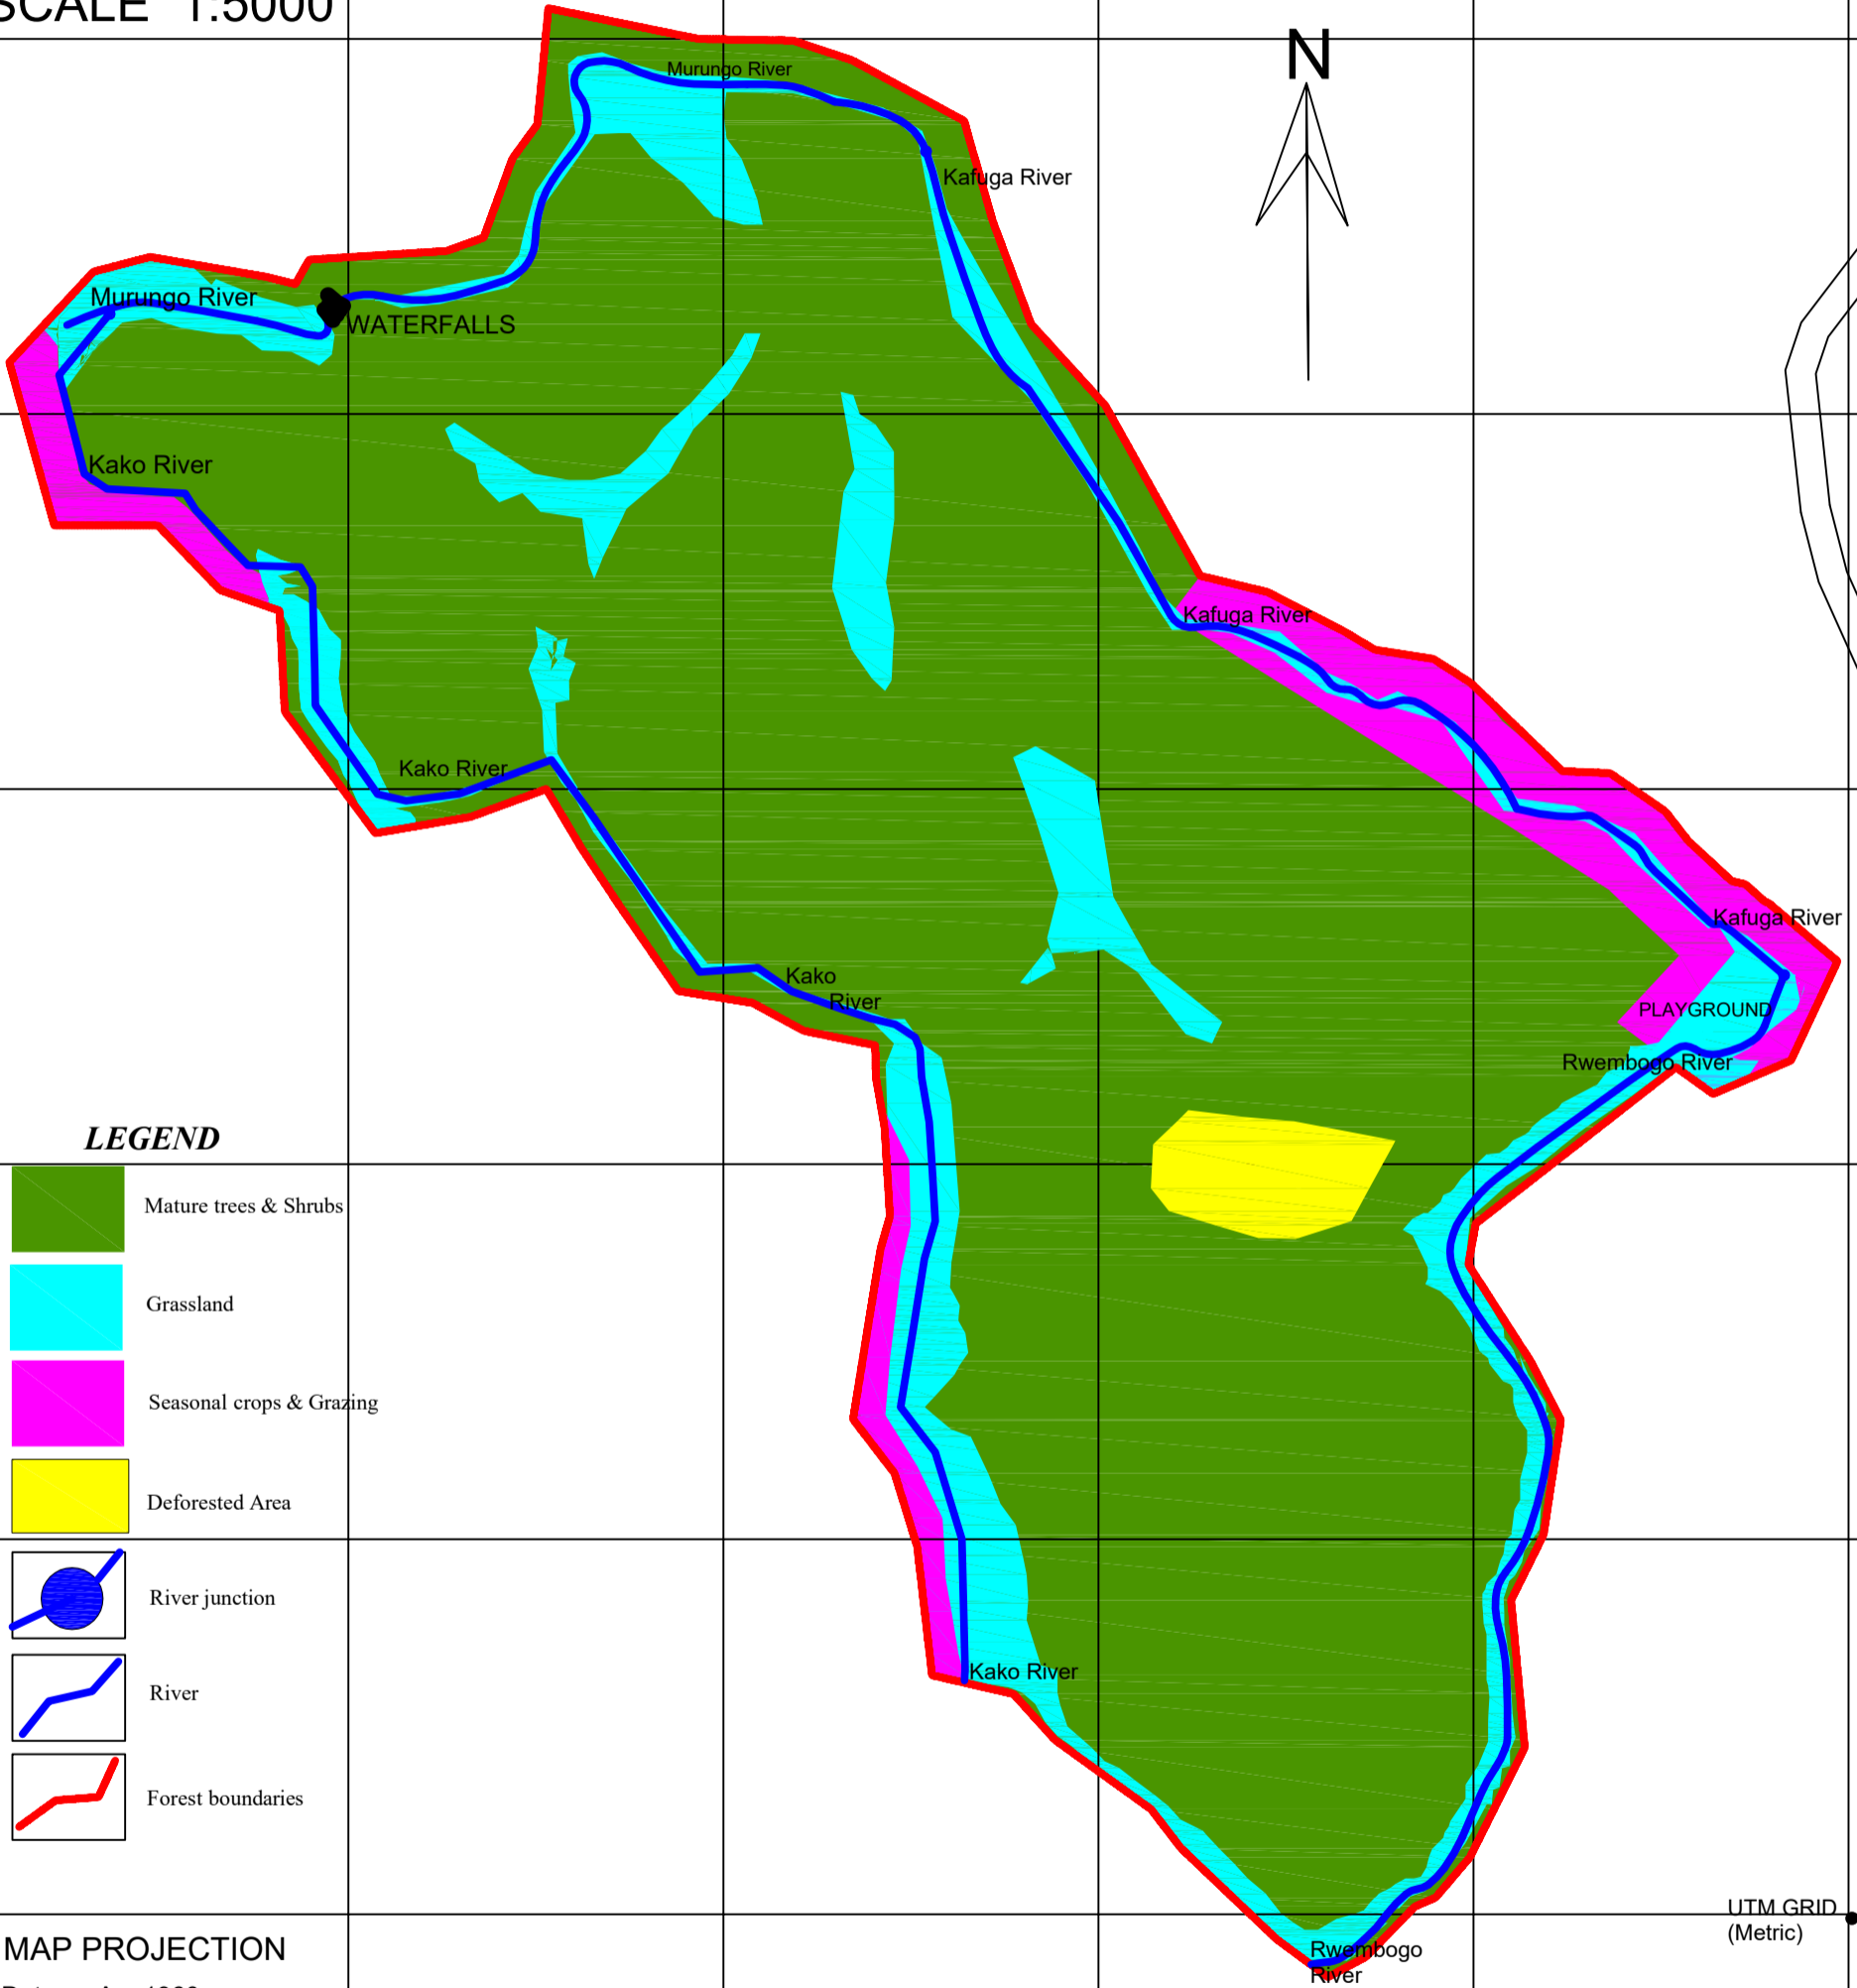 SCALE 1:5000
N
Murungo River
Kafuga River
Murungo River
WATERFALLS
Kako River
Kafuga River
Kako River
Kafuga River
Kako
River
PLAYGROUND
Rwembogo River
LEGEND
Mature trees & Shrubs
Grassland
Seasonal crops & Grazing
Deforested Area
River junction
River
Forest boundaries
Kako River
UTM GRID
(Metric)
Rwembogo
River
MAP PROJECTION